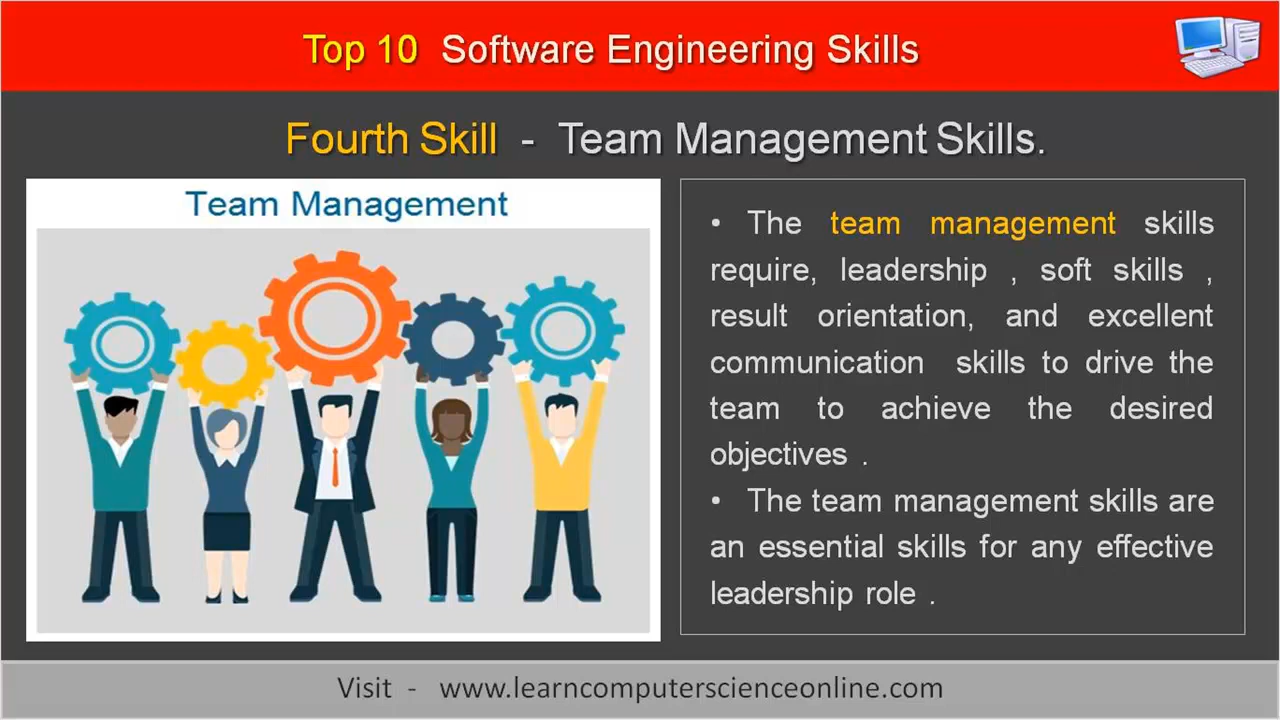 Top 10 Software Engineering Skills
Fourth Skill - Team Management Skills.
Team Management
• The team management skills
require, leadership , soft skills ,
result orientation, and excellent
communication skills to drive the
team to achieve the desired
objectives .
• The team management skills are
an essential skills for any effective
leadership role .
Visit - www.learncomputerscienceonline.com